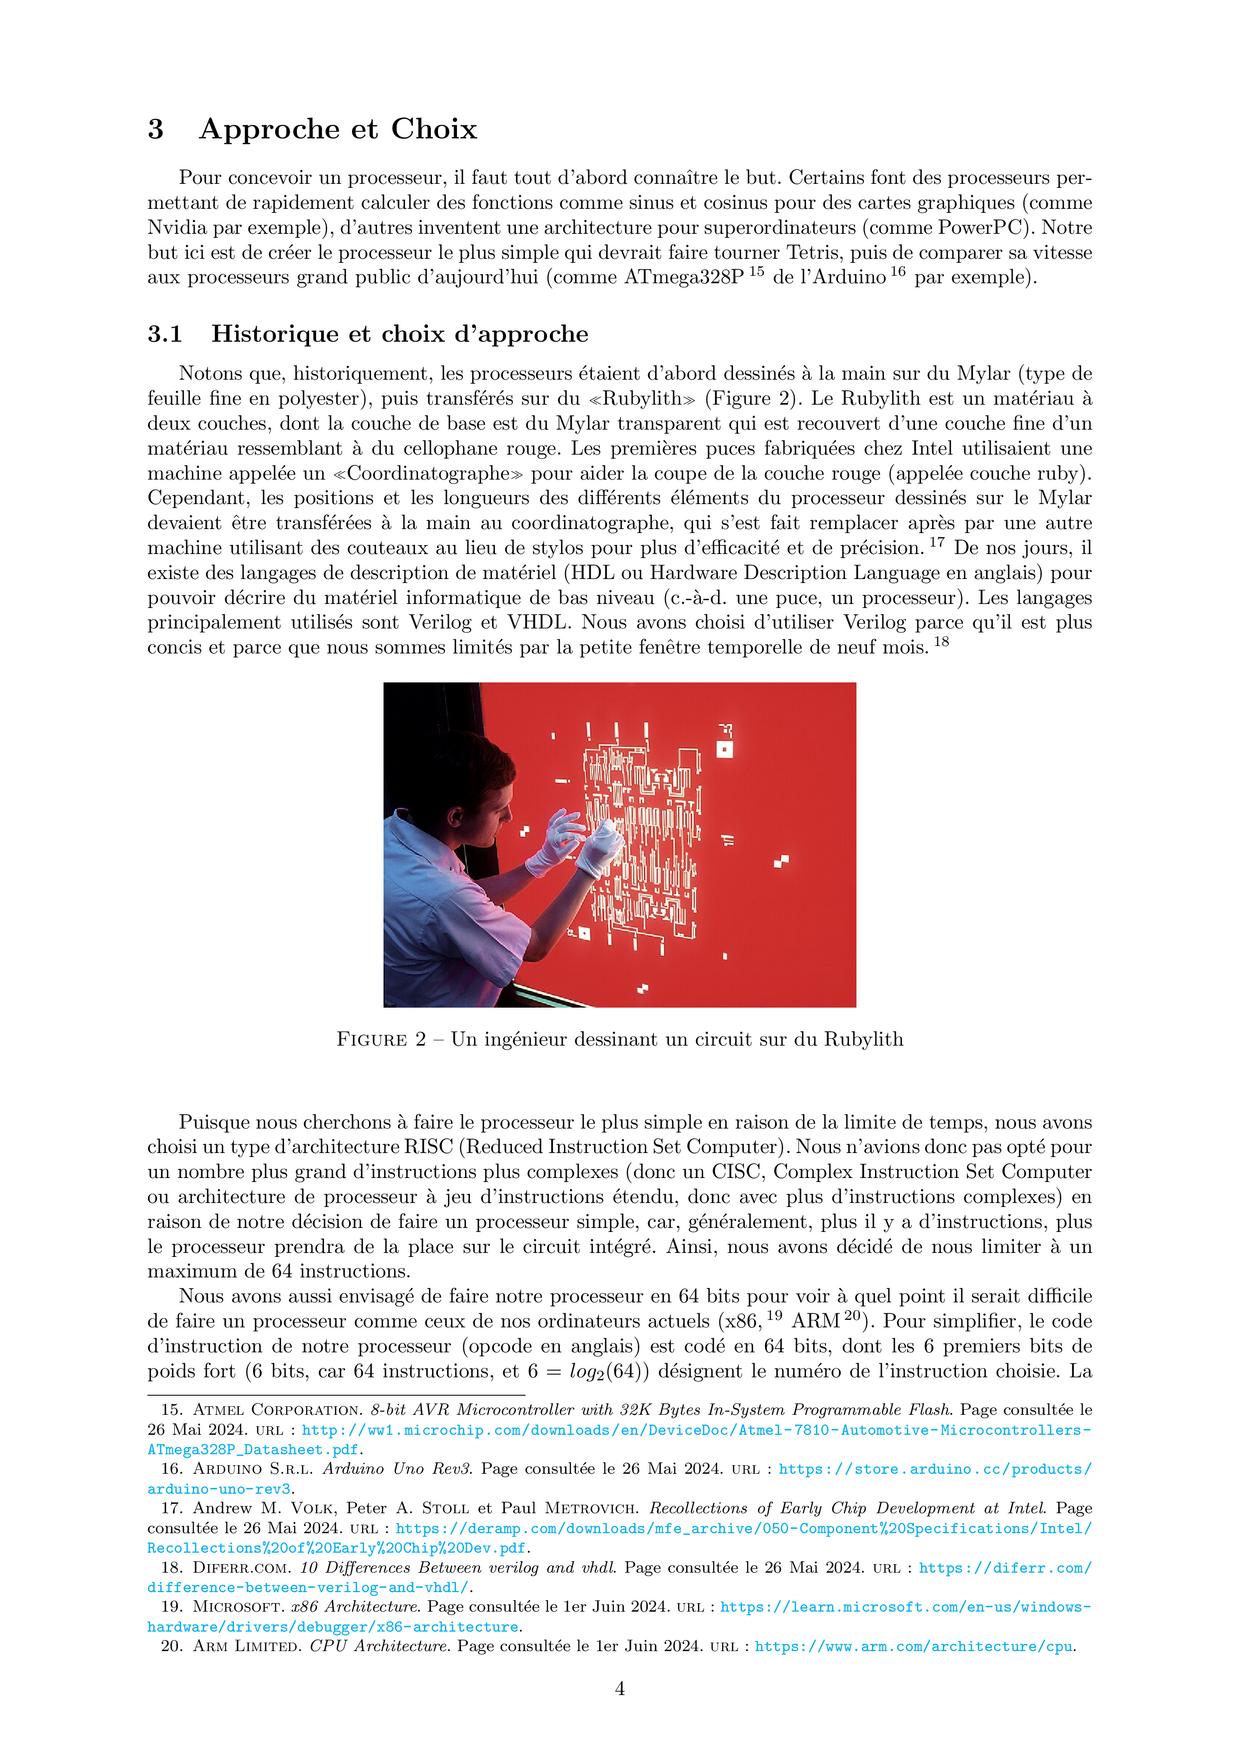 3 Approche et Choix
Pour concevoir un processeur, il faut tout d'abord connaître le but. Certains font des processeurs per-
mettant de rapidement calculer des fonctions comme sinus et cosinus pour des cartes graphiques (comme
Nvidia par exemple), d'autres inventent une architecture pour superordinateurs (comme PowerPC). Notre
but ici est de créer le processeur le plus simple qui devrait faire tourner Tetris, puis de comparer sa vitesse
aux processeurs grand public d'aujourd'hui (comme ATmega328P 15 de l'Arduino 16 par exemple).
3.1 Historique et choix d'approche
Notons que, historiquement, les processeurs étaient d'abord dessinés à la main sur du Mylar (type de
feuille fine en polyester), puis transférés sur du ≪Rubylith≫ (Figure 2). Le Rubylith est un matériau à
deux couches, dont la couche de base est du Mylar transparent qui est recouvert d'une couche fine d'un
matériau ressemblant à du cellophane rouge. Les premières puces fabriquées chez Intel utilisaient une
machine appelée un ≪Coordinatographe≫ pour aider la coupe de la couche rouge (appelée couche ruby).
Cependant, les positions et les longueurs des différents éléments du processeur dessinés sur le Mylar
devaient être transférées à la main au coordinatographe, qui s'est fait remplacer après par une autre
machine utilisant des couteaux au lieu de stylos pour plus d'efficacité et de précision. 17 De nos jours, il
existe des langages de description de matériel (HDL ou Hardware Description Language en anglais) pour
pouvoir décrire du matériel informatique de bas niveau (c.-à-d. une puce, un processeur). Les langages
principalement utilisés sont Verilog et VHDL. Nous avons choisi d'utiliser Verilog parce qu'il est plus
concis et parce que nous sommes limités par la petite fenêtre temporelle de neuf mois. 18
FIGURE 2 – Un ingénieur dessinant un circuit sur du Rubylith
Puisque nous cherchons à faire le processeur le plus simple en raison de la limite de temps, nous avons
choisi un type d'architecture RISC (Reduced Instruction Set Computer). Nous n'avions donc pas opté pour
un nombre plus grand d'instructions plus complexes (donc un CISC, Complex Instruction Set Computer
ou architecture de processeur à jeu d'instructions étendu, donc avec plus d'instructions complexes) en
raison de notre décision de faire un processeur simple, car, généralement, plus il y a d'instructions, plus
le processeur prendra de la place sur le circuit intégré. Ainsi, nous avons décidé de nous limiter à un
maximum de 64 instructions.
Nous avons aussi envisagé de faire notre processeur en 64 bits pour voir à quel point il serait difficile
de faire un processeur comme ceux de nos ordinateurs actuels (x86, 19 ARM 20). Pour simplifier, le code
d'instruction de notre processeur (opcode en anglais) est codé en 64 bits, dont les 6 premiers bits de
poids fort (6 bits, car 64 instructions, et 6 = log2(64)) désignent le numéro de l'instruction choisie. La
15. ATMEL CORPORATION. 8-bit AVR Microcontroller with 32K Bytes In-System Programmable Flash. Page consultée le
26 Mai 2024. URL : http://ww1.microchip.com/downloads/en/DeviceDoc/Atmel-7810-Automotive-Microcontrollers-
ATmega328P_Datasheet.pdf.
16. ARDUINO S.R.L. Arduino Uno Rev3. Page consultée le 26 Mai 2024. URL : https://store.arduino.cc/products/
arduino-uno-rev3.
17. Andrew M. VOLK, Peter A. STOLL et Paul METROVICH. Recollections of Early Chip Development at Intel. Page
consultée le 26 Mai 2024. URL : https://deramp.com/downloads/mfe_archive/050-Component%20Specifications/Intel/
Recollections%20of%20Early%20Chip%20Dev.pdf.
18. DIFERR.COM. 10 Differences Between verilog and vhdl. Page consultée le 26 Mai 2024. URL : https://diferr.com/
difference-between-verilog-and-vhdl/.
19. MICROSOFT. x86 Architecture. Page consultée le 1er Juin 2024. URL : https://learn.microsoft.com/en-us/windows-
hardware/drivers/debugger/x86-architecture.
20. ARM LIMITED. CPU Architecture. Page consultée le 1er Juin 2024. URL : https://www.arm.com/architecture/cpu.
4